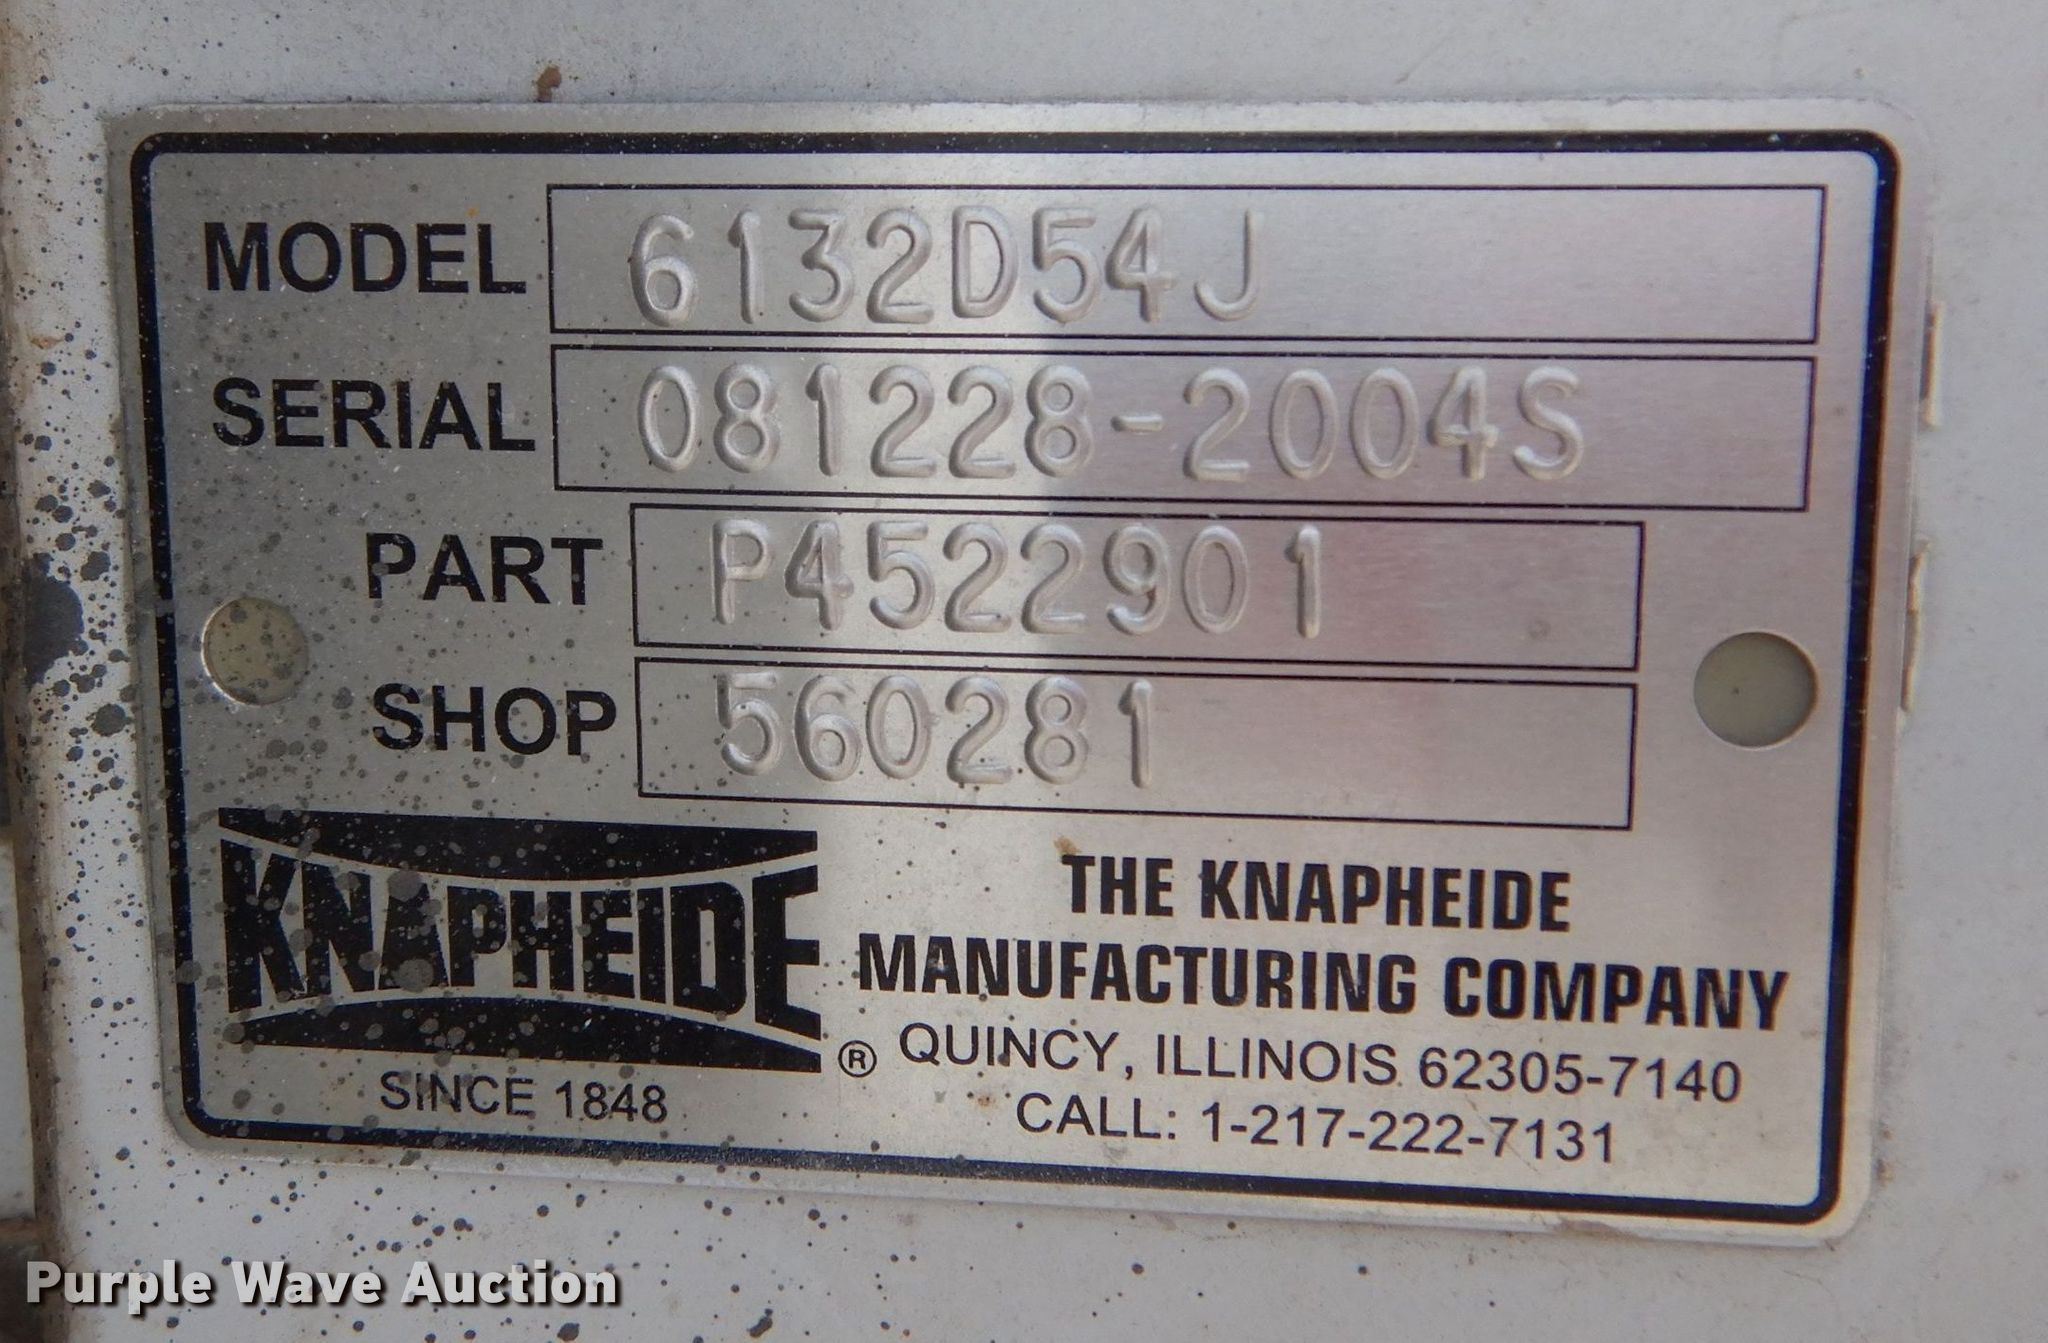 MODEL 6132D54J
SERIAL 081228-2004S
PART P4522901
SHOP 560281
KNAPHEIDE ®
SINCE 1848
THE KNAPHEIDE
MANUFACTURING COMPANY
QUINCY, ILLINOIS 62305-7140
CALL: 1-217-222-7131
Purple Wave Auction